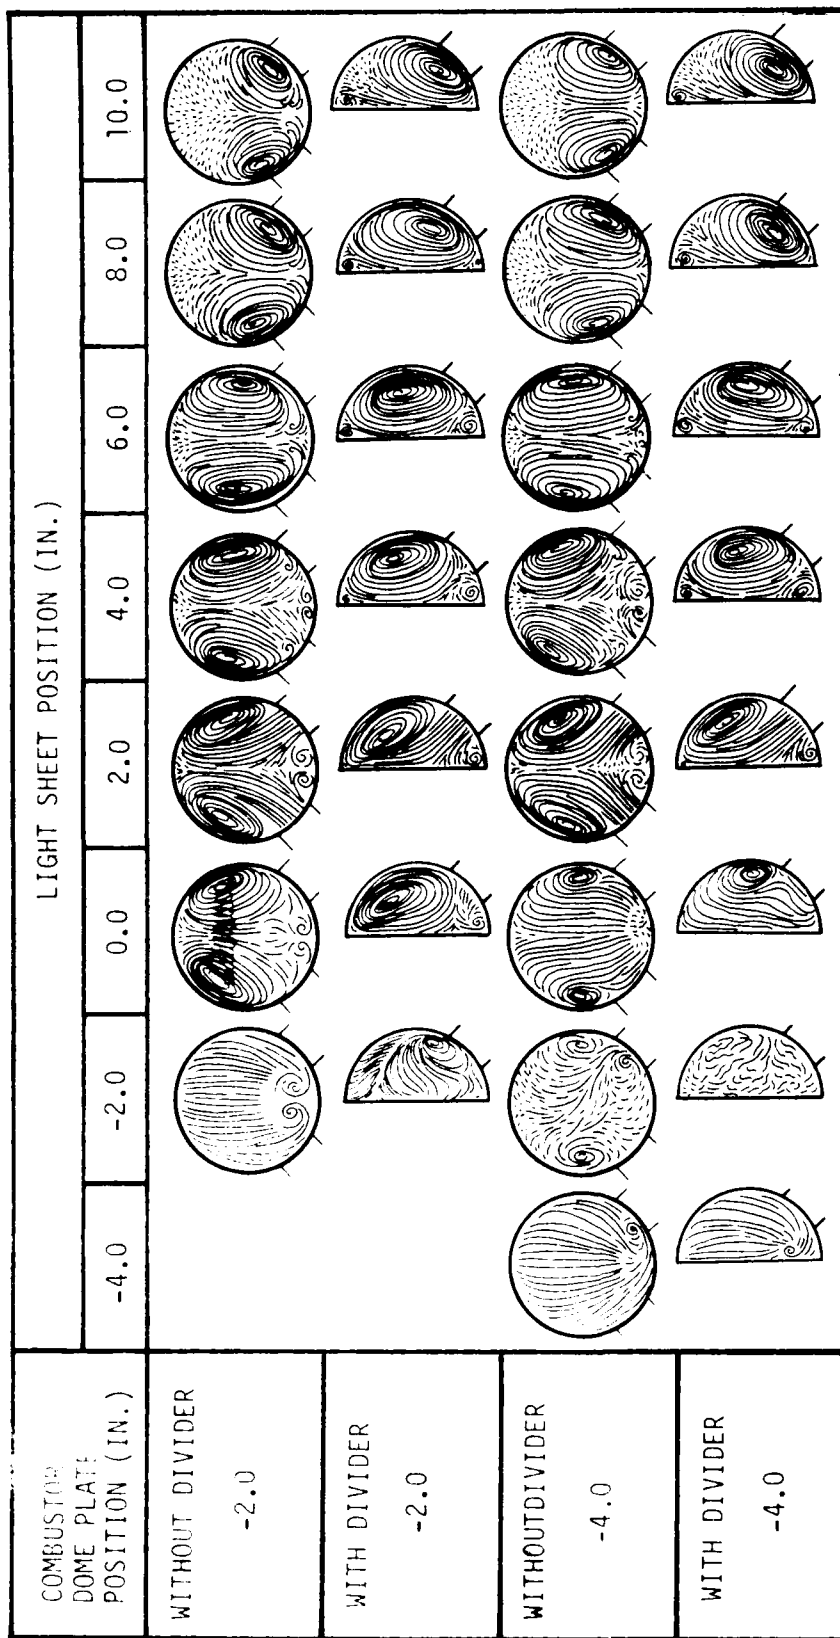 COMBUSTOR
DOME PLATE
POSITION (IN.)
LIGHT SHEET POSITION (IN.)
-4.0
-2.0
0.0
2.0
4.0
6.0
8.0
10.0
WITHOUT DIVIDER
-2.0
WITH DIVIDER
-2.0
WITHOUTDIVIDER
-4.0
WITH DIVIDER
-4.0